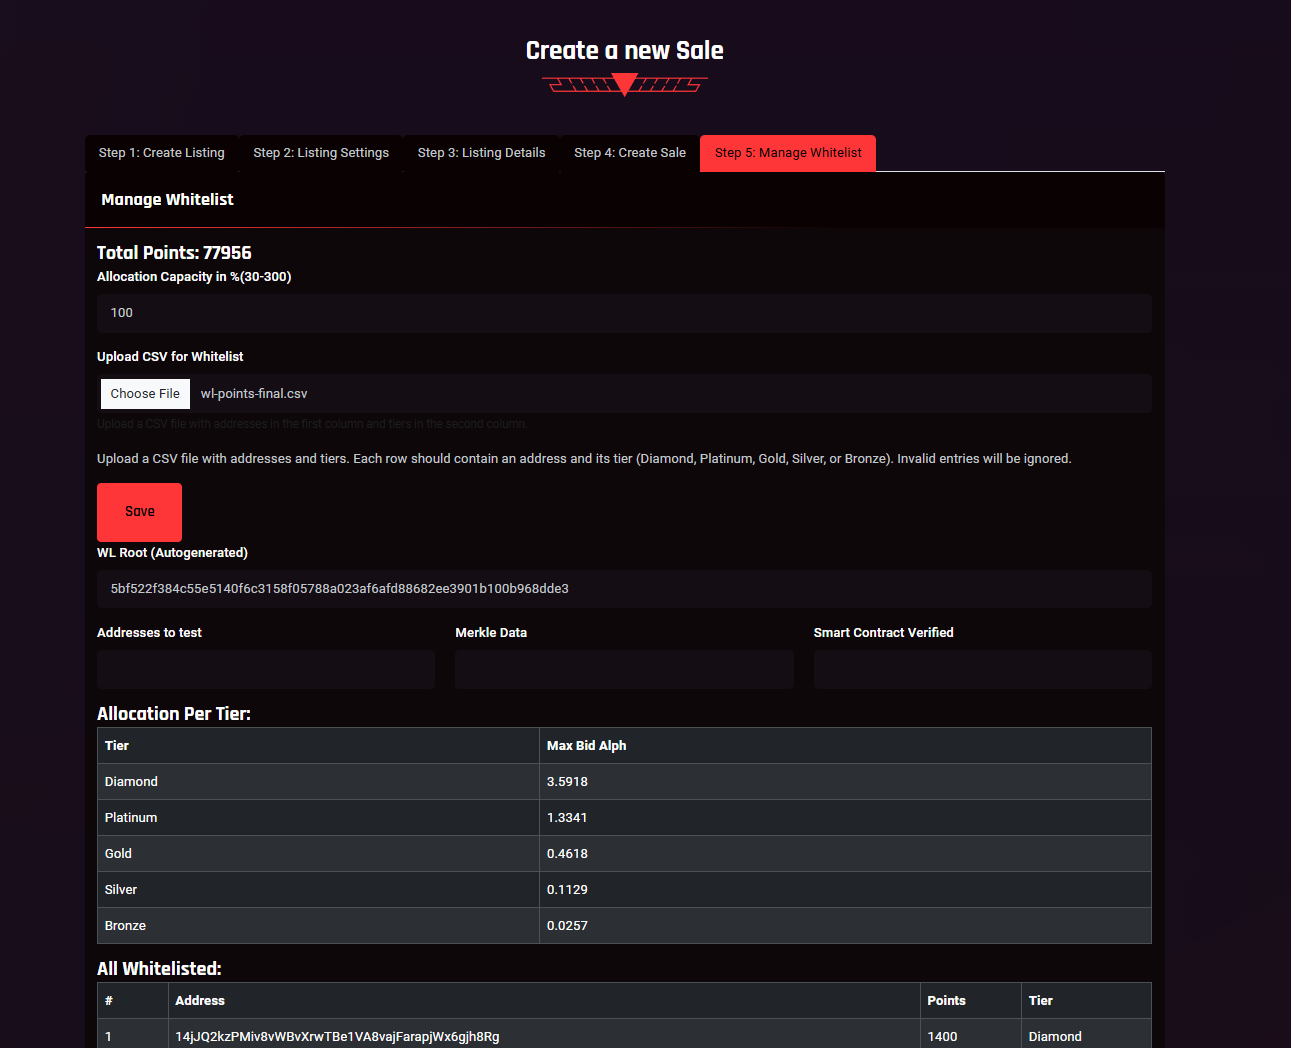 Create a new Sale
Step 1: Create Listing Step 2: Listing Settings Step 3: Listing Details Step 4: Create Sale Step 5: Manage Whitelist
Manage Whitelist
Total Points: 77956
Allocation Capacity in %(30-300)
100
Upload CSV for Whitelist
Choose File wl-points-final.csv
Upload a CSV file with addresses in the first column and tiers in the second column.
Upload a CSV file with addresses and tiers. Each row should contain an address and its tier (Diamond, Platinum, Gold, Silver, or Bronze). Invalid entries will be ignored.
Save
WL Root (Autogenerated)
5bf522f384c55e5140f6c3158f05788a023af6afd88682ee3901b100b968dde3
Addresses to test Merkle Data Smart Contract Verified
Allocation Per Tier:
Tier Max Bid Alph
Diamond 3.5918
Platinum 1.3341
Gold 0.4618
Silver 0.1129
Bronze 0.0257
All Whitelisted:
# Address Points Tier
1 14jJQ2kzPMiv8vWBvXrwTBe1VA8vajFarapjWx6gjh8Rg 1400 Diamond